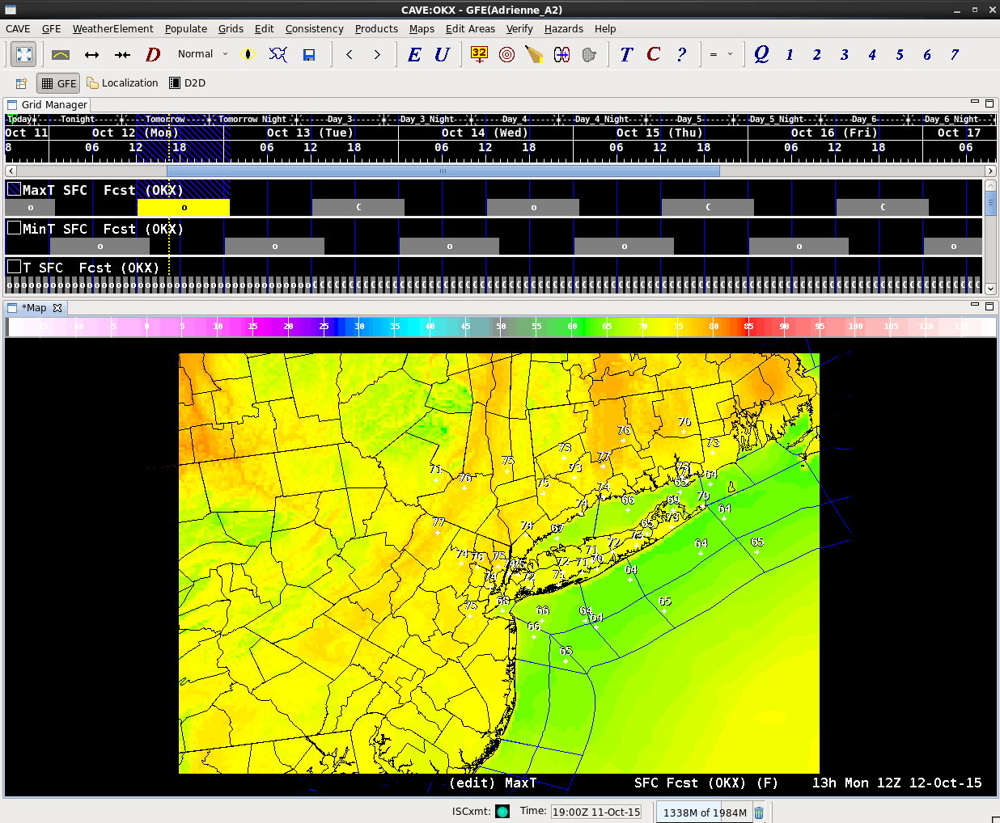 CAVE:OKX - GFE(Adrienne_A2)
CAVE GFE WeatherElement Populate Grids Edit Consistency Products Maps Edit Areas Verify Hazards Help
D Normal < > E U 32 T C ? = Q 1 2 3 4 5 6 7
GFE Localization D2D
Grid Manager
Today Tonight Tomorrow Tomorrow Night Day_3 Day_3_Night Day_4 Day_4_Night Day_5 Day_5_Night Day_6 Day_6_Night
Oct 11 Oct 12 (Mon) Oct 13 (Tue) Oct 14 (Wed) Oct 15 (Thu) Oct 16 (Fri) Oct 17
8 06 12 18 06 12 18 06 12 18 06 12 18 06 12 18 06
MaxT SFC Fcst (OKX)
o o C o C C
MinT SFC Fcst (OKX)
o o o o o o
T SFC Fcst (OKX)
*Map
-15 -10 -5 0 5 10 15 20 25 30 35 40 45 50 55 60 65 70 75 80 85 90 95 100 105 110 115
76 76
73 73
77
75 73
71 76 75
74 64
66 70
74 69 64
77 74 67 65 73
72 64 65
74 76 75 71
72 71 70 64
74 72 71
75 66 66 64 65
66 64
65
(edit) MaxT SFC Fcst (OKX) (F) 13h Mon 12Z 12-Oct-15
ISCxmt: Time: 19:00Z 11-Oct-15 1338M of 1984M